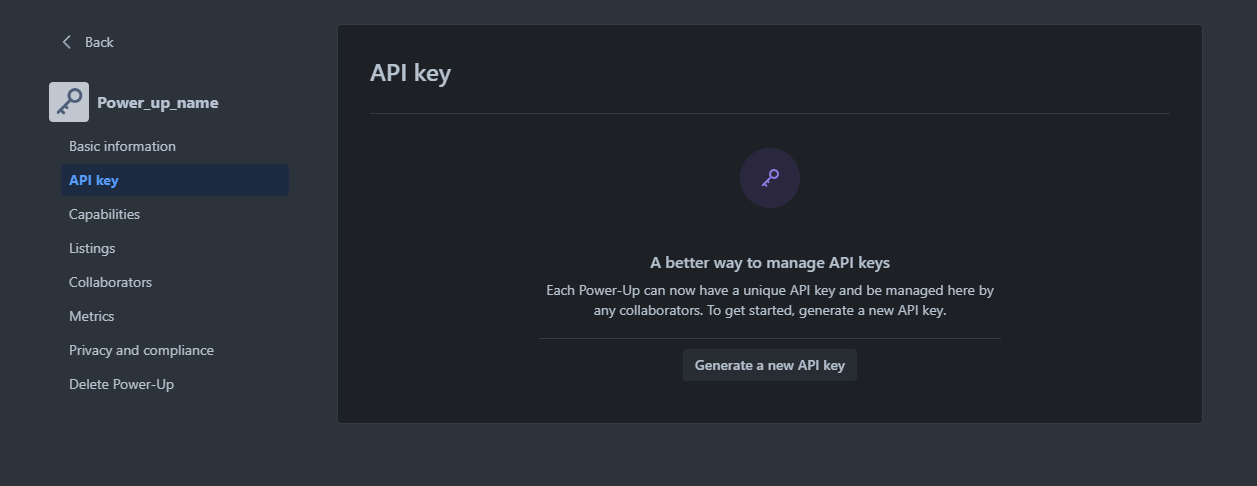 Back
Power_up_name
Basic information
API key
Capabilities
Listings
Collaborators
Metrics
Privacy and compliance
Delete Power-Up
API key
A better way to manage API keys
Each Power-Up can now have a unique API key and be managed here by
any collaborators. To get started, generate a new API key.
Generate a new API key